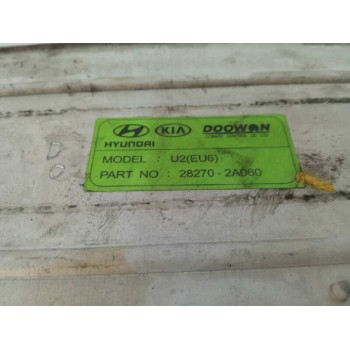 HYUNDAI KIA DOOWON
MODEL : U2(EU6)
PART NO : 28270 - 2A060